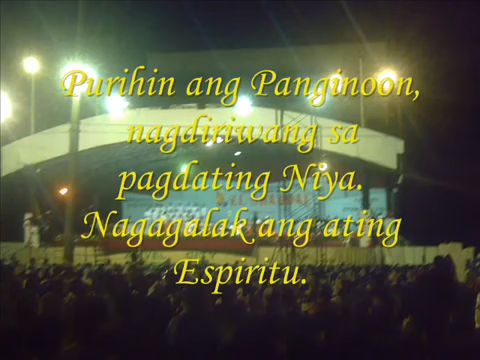 Purihin ang Panginoon,
nagdiriwang sa
pagdating Niya.
Nagagalak ang ating
Espiritu.